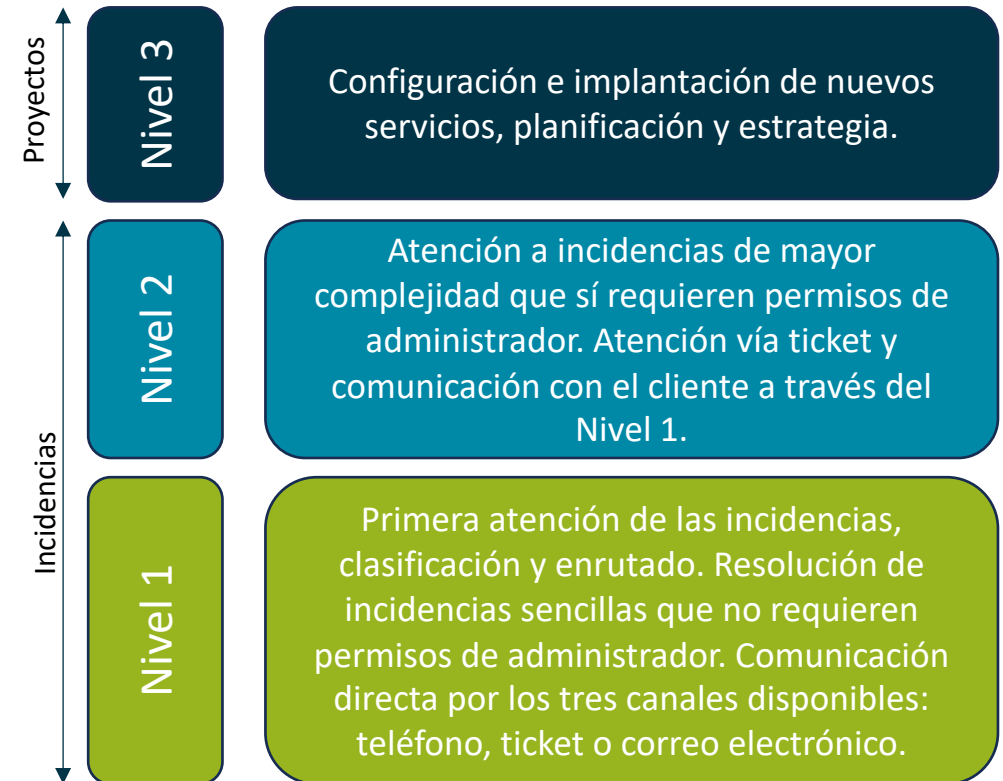 Proyectos
Nivel 3
Configuración e implantación de nuevos
servicios, planificación y estrategia.
Incidencias
Nivel 2
Atención a incidencias de mayor
complejidad que sí requieren permisos de
administrador. Atención vía ticket y
comunicación con el cliente a través del
Nivel 1.
Nivel 1
Primera atención de las incidencias,
clasificación y enrutado. Resolución de
incidencias sencillas que no requieren
permisos de administrador. Comunicación
directa por los tres canales disponibles:
teléfono, ticket o correo electrónico.